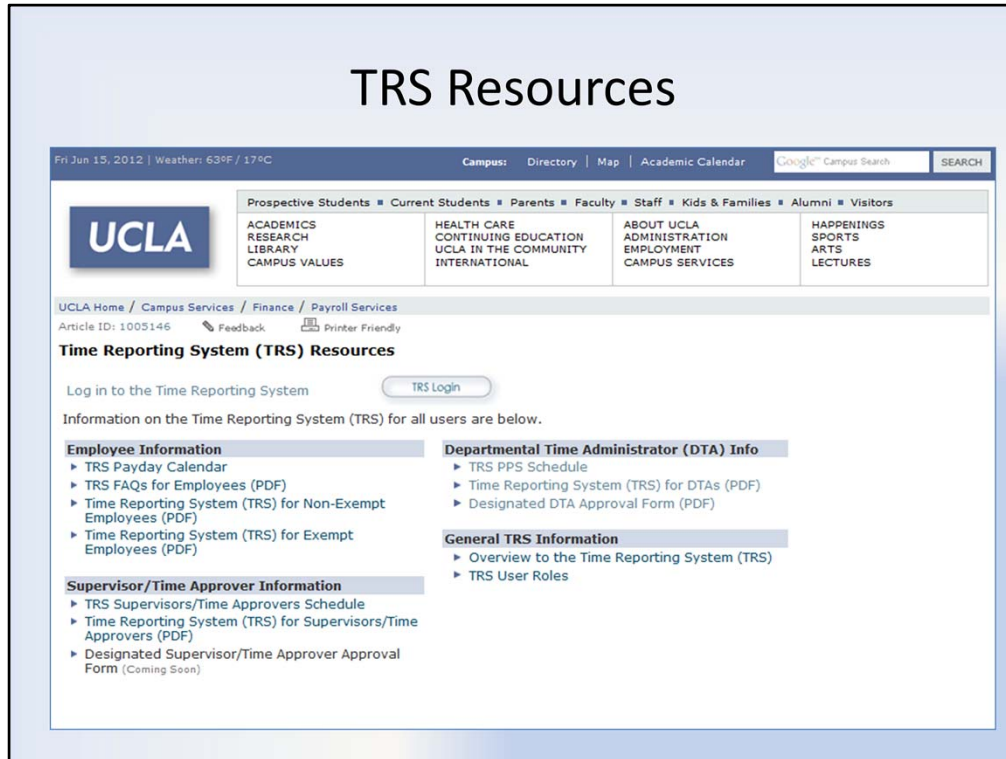 TRS Resources
Fri Jun 15, 2012 | Weather: 63ºF / 17ºC
Campus: Directory | Map | Academic Calendar
Google™ Campus Search
SEARCH
UCLA
Prospective Students ▪ Current Students ▪ Parents ▪ Faculty ▪ Staff ▪ Kids & Families ▪ Alumni ▪ Visitors
ACADEMICS
RESEARCH
LIBRARY
CAMPUS VALUES
HEALTH CARE
CONTINUING EDUCATION
UCLA IN THE COMMUNITY
INTERNATIONAL
ABOUT UCLA
ADMINISTRATION
EMPLOYMENT
CAMPUS SERVICES
HAPPENINGS
SPORTS
ARTS
LECTURES
UCLA Home / Campus Services / Finance / Payroll Services
Article ID: 1005146 Feedback Printer Friendly
Time Reporting System (TRS) Resources
Log in to the Time Reporting System
TRS Login
Information on the Time Reporting System (TRS) for all users are below.
Employee Information
TRS Payday Calendar
TRS FAQs for Employees (PDF)
Time Reporting System (TRS) for Non-Exempt
Employees (PDF)
Time Reporting System (TRS) for Exempt
Employees (PDF)
Supervisor/Time Approver Information
TRS Supervisors/Time Approvers Schedule
Time Reporting System (TRS) for Supervisors/Time
Approvers (PDF)
Designated Supervisor/Time Approver Approval
Form (Coming Soon)
Departmental Time Administrator (DTA) Info
TRS PPS Schedule
Time Reporting System (TRS) for DTAs (PDF)
Designated DTA Approval Form (PDF)
General TRS Information
Overview to the Time Reporting System (TRS)
TRS User Roles